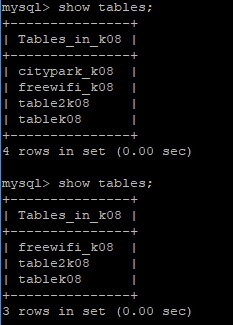 mysql> show tables;
+---------------+
| Tables_in_k08 |
+---------------+
| citypark_k08  |
| freewifi_k08  |
| table2k08     |
| tablek08      |
+---------------+
4 rows in set (0.00 sec)
mysql> show tables;
+---------------+
| Tables_in_k08 |
+---------------+
| freewifi_k08  |
| table2k08     |
| tablek08      |
+---------------+
3 rows in set (0.00 sec)